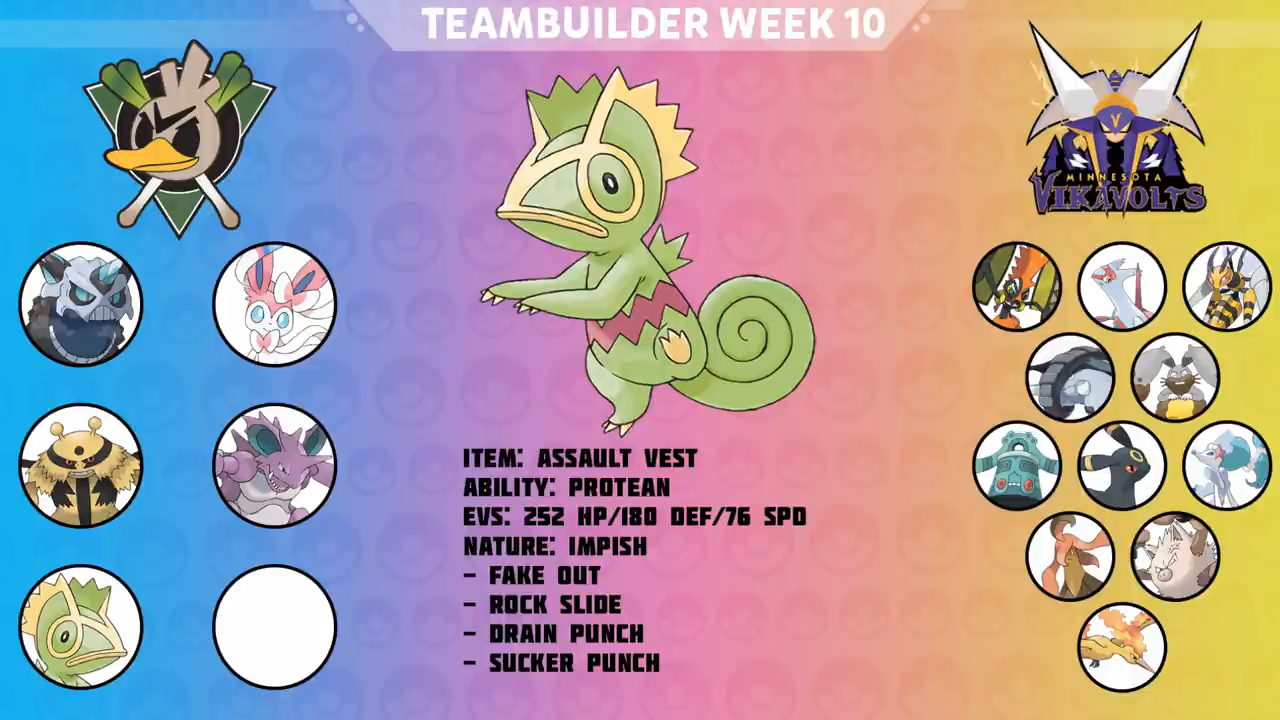 TEAMBUILDER WEEK 10
MINNESOTA
VIKAVOLTS
ITEM: ASSAULT VEST
ABILITY: PROTEAN
EVS: 252 HP/180 DEF/76 SPD
NATURE: IMPISH
- FAKE OUT
- ROCK SLIDE
- DRAIN PUNCH
- SUCKER PUNCH